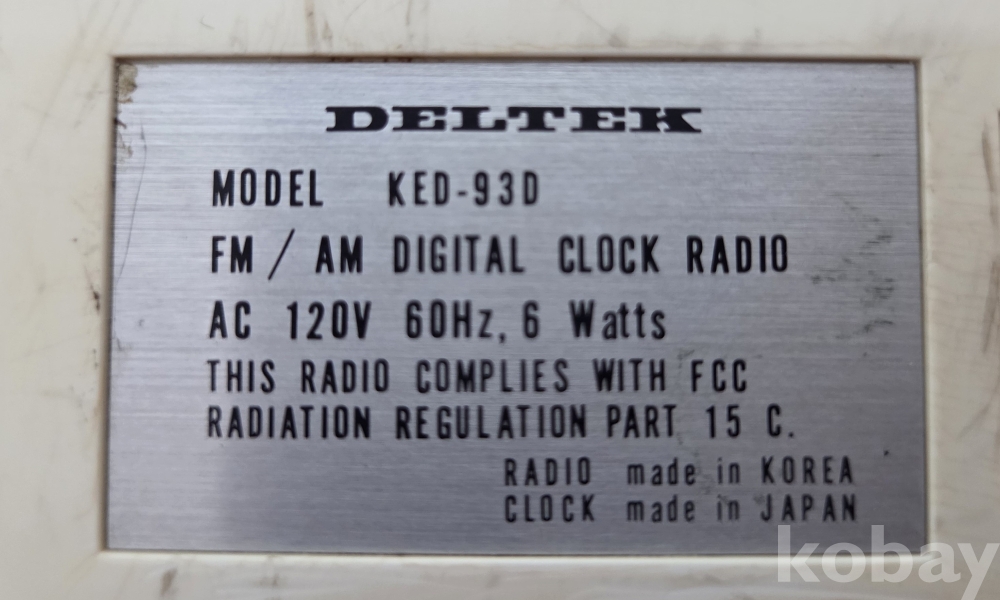 DELTEK
MODEL KED-93D
FM / AM DIGITAL CLOCK RADIO
AC 120V 60Hz, 6 Watts
THIS RADIO COMPLIES WITH FCC
RADIATION REGULATION PART 15 C.
RADIO made in KOREA
CLOCK made in JAPAN
kobay